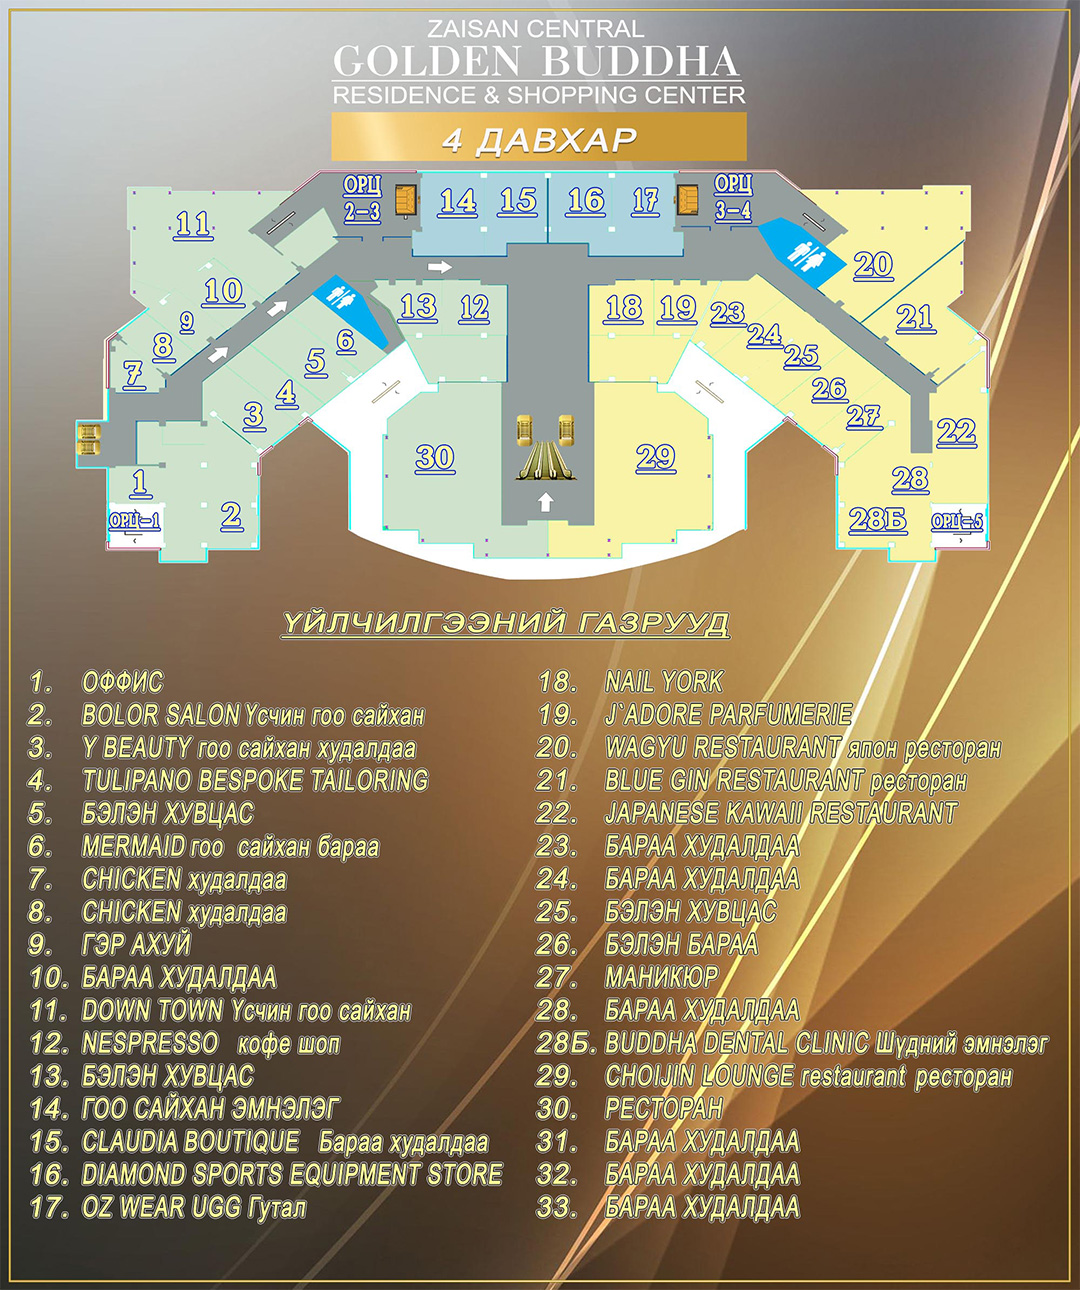 ZAISAN CENTRAL
GOLDEN BUDDHA
RESIDENCE & SHOPPING CENTER
4 ДАВХАР
ОРЦ 2-3
14
15
16
17
ОРЦ 3-4
11
10
9
8
7
13
12
6
5
4
3
18
19
20
21
23
24
25
26
27
22
30
29
1
2
ОРЦ-1
28
28Б
ОРЦ-5
ҮЙЛЧИЛГЭЭНИЙ ГАЗРУУД
1. ОФФИС
2. BOLOR SALON Үсчин гоо сайхан
3. Y BEAUTY гоо сайхан худалдаа
4. TULIPANO BESPOKE TAILORING
5. БЭЛЭН ХУВЦАС
6. MERMAID гоо сайхан бараа
7. CHICKEN худалдаа
8. CHICKEN худалдаа
9. ГЭР АХУЙ
10. БАРАА ХУДАЛДАА
11. DOWN TOWN Үсчин гоо сайхан
12. NESPRESSO кофе шоп
13. БЭЛЭН ХУВЦАС
14. ГОО САЙХАН ЭМНЭЛЭГ
15. CLAUDIA BOUTIQUE Бараа худалдаа
16. DIAMOND SPORTS EQUIPMENT STORE
17. OZ WEAR UGG Гутал
18. NAIL YORK
19. J`ADORE PARFUMERIE
20. WAGYU RESTAURANT япон ресторан
21. BLUE GIN RESTAURANT ресторан
22. JAPANESE KAWAII RESTAURANT
23. БАРАА ХУДАЛДАА
24. БАРАА ХУДАЛДАА
25. БЭЛЭН ХУВЦАС
26. БЭЛЭН БАРАА
27. МАНИКЮР
28. БАРАА ХУДАЛДАА
28Б. BUDDHA DENTAL CLINIC Шүдний эмнэлэг
29. CHOIJIN LOUNGE restaurant ресторан
30. РЕСТОРАН
31. БАРАА ХУДАЛДАА
32. БАРАА ХУДАЛДАА
33. БАРАА ХУДАЛДАА